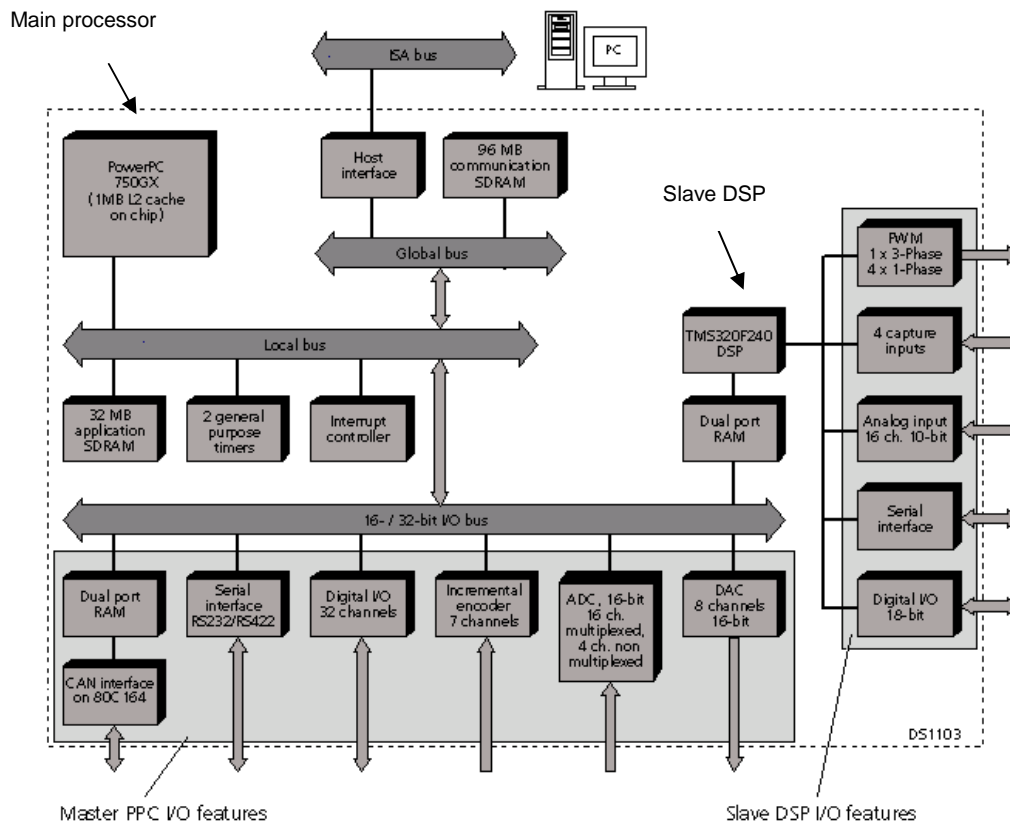 Main processor
ISA bus
PC
PowerPC
750GX
(1MB L2 cache
on chip)
Host
interface
96 MB
communication
SDRAM
Slave DSP
Global bus
PWM
1 x 3-Phase
4 x 1-Phase
Local bus
TMS320F240
DSP
4 capture
inputs
32 MB
application
SDRAM
2 general
purpose
timers
Interrupt
controller
Dual port
RAM
Analog input
16 ch. 10-bit
16- / 32-bit I/O bus
Serial
interface
Dual port
RAM
Serial
interface
RS232/RS422
Digital I/O
32 channels
Incremental
encoder
7 channels
ADC, 16-bit
16 ch.
multiplexed,
4 ch. non
multiplexed
DAC
8 channels
16-bit
Digital I/O
18-bit
CAN interface
on 80C164
DS1103
Master PPC I/O features
Slave DSP I/O features